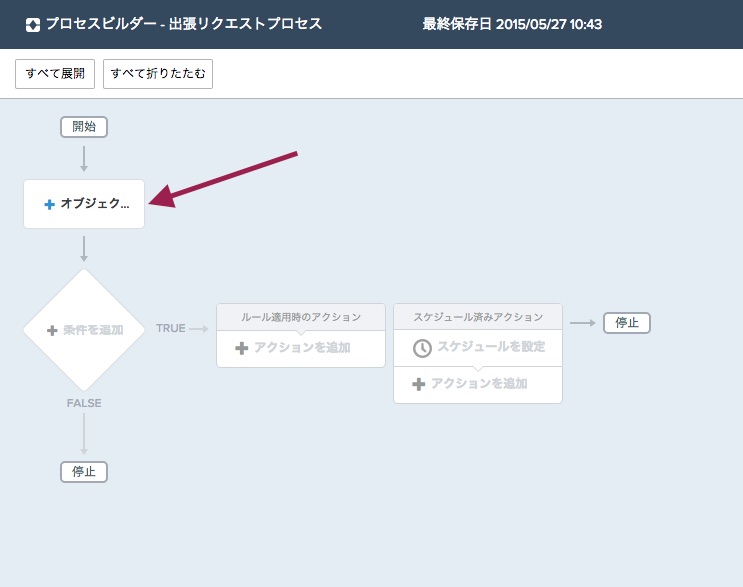 プロセスビルダー - 出張リクエストプロセス
最終保存日 2015/05/27 10:43
すべて展開
すべて折りたたむ
開始
オブジェク...
条件を追加
TRUE
ルール適用時のアクション
アクションを追加
スケジュール済みアクション
スケジュールを設定
アクションを追加
停止
FALSE
停止